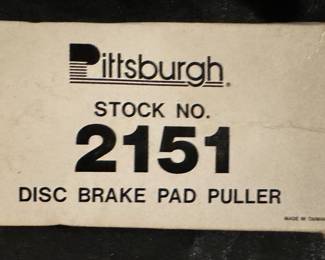 Pittsburgh®
STOCK NO.
2151
DISC BRAKE PAD PULLER
MADE IN TAIWAN